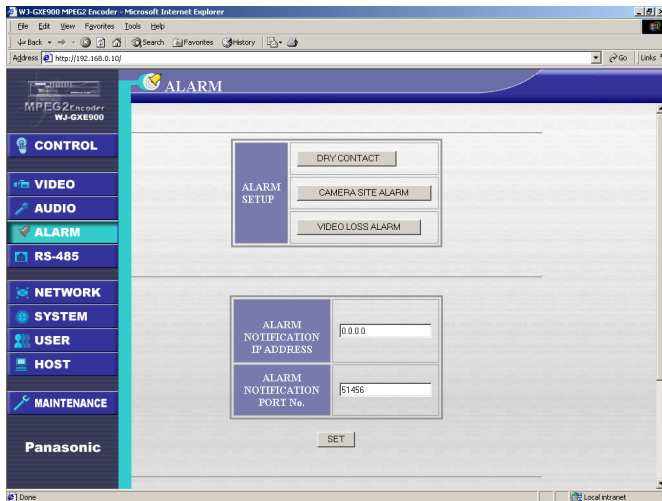 WJ-GXE900 MPEG2 Encoder - Microsoft Internet Explorer
File Edit View Favorites Tools Help
Back Search Favorites History
Address http://192.168.0.10/ Go Links
MPEG2Encoder
WJ-GXE900
ALARM
CONTROL
VIDEO
AUDIO
ALARM
RS-485
NETWORK
SYSTEM
USER
HOST
MAINTENANCE
Panasonic
ALARM SETUP
DRY CONTACT
CAMERA SITE ALARM
VIDEO LOSS ALARM
ALARM
NOTIFICATION
IP ADDRESS
0.0.0.0
ALARM
NOTIFICATION
PORT No.
51456
SET
Done Local intranet